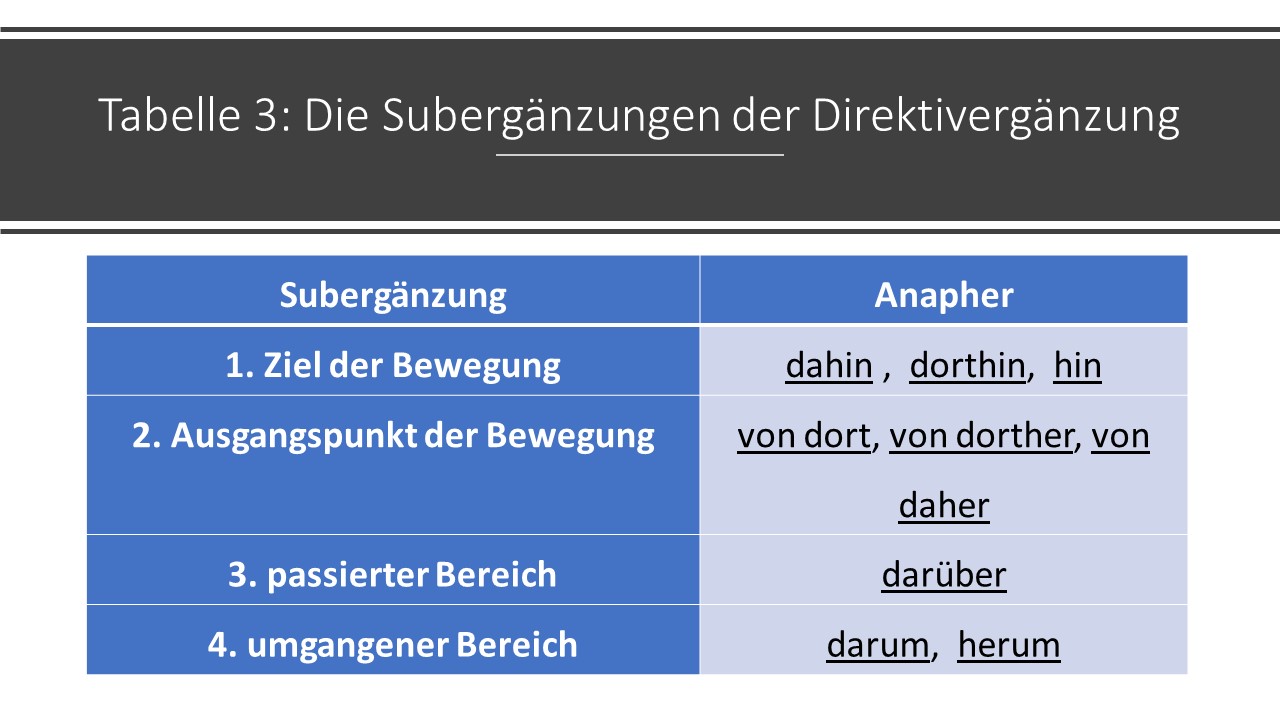 Tabelle 3: Die Subergänzungen der Direktivergänzung
Subergänzung Anapher
1. Ziel der Bewegung dahin , dorthin, hin
2. Ausgangspunkt der Bewegung von dort, von dorther, von
daher
3. passierter Bereich darüber
4. umgangener Bereich darum, herum